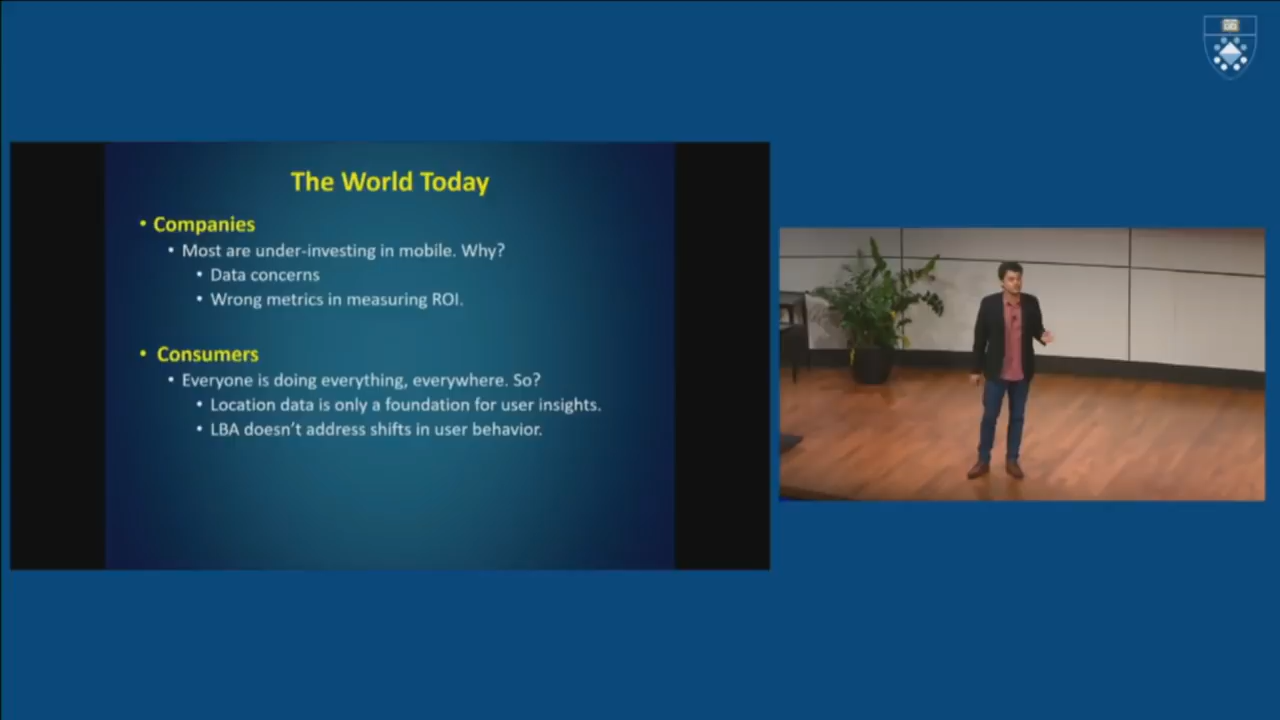 The World Today
• Companies
• Most are under-investing in mobile. Why?
• Data concerns
• Wrong metrics in measuring ROI.
• Consumers
• Everyone is doing everything, everywhere. So?
• Location data is only a foundation for user insights.
• LBA doesn't address shifts in user behavior.